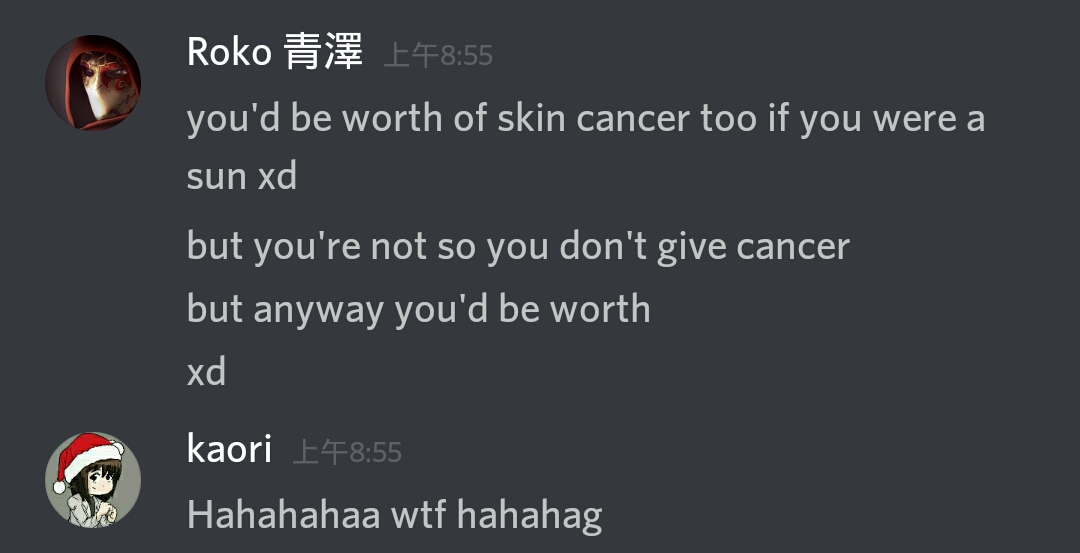 Roko 青澤 上午8:55
you'd be worth of skin cancer too if you were a
sun xd
but you're not so you don't give cancer
but anyway you'd be worth
xd
kaori 上午8:55
Hahahahaa wtf hahahag